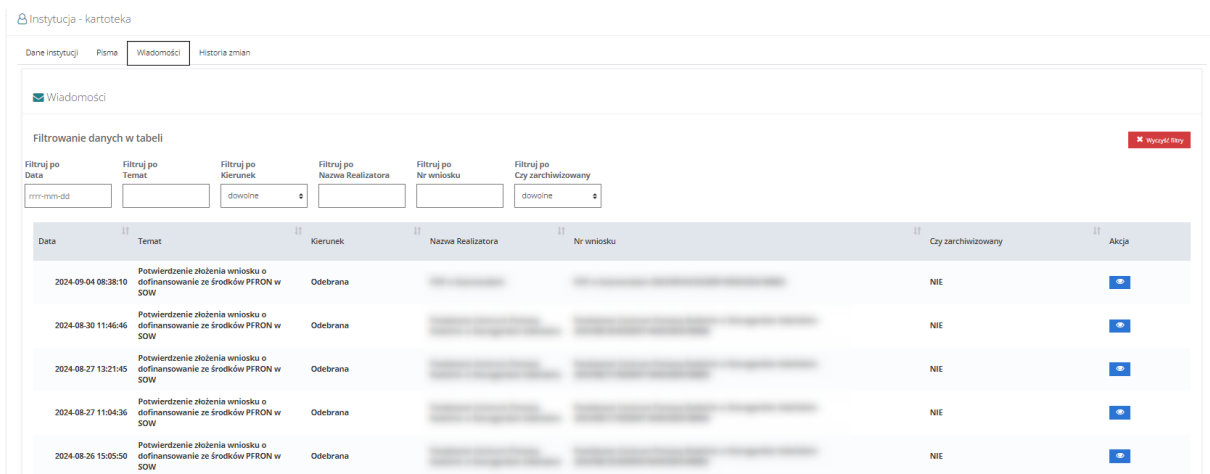 Instytucja - kartoteka
Dane instytucji Pisma Wiadomości Historia zmian
Wiadomości
Filtrowanie danych w tabeli
Wyczyść filtry
Filtruj po Filtruj po Filtruj po Filtruj po Filtruj po Filtruj po
Data Temat Kierunek Nazwa Realizatora Nr wniosku Czy zarchiwizowany
rrrr-mm-dd dowolne dowolne
Data Temat Kierunek Nazwa Realizatora Nr wniosku Czy zarchiwizowany Akcja
Potwierdzenie złożenia wniosku o
2024-09-04 08:38:10 dofinansowanie ze środków PFRON w Odebrana NIE
SOW
Potwierdzenie złożenia wniosku o
2024-08-30 11:46:46 dofinansowanie ze środków PFRON w Odebrana NIE
SOW
Potwierdzenie złożenia wniosku o
2024-08-27 13:21:45 dofinansowanie ze środków PFRON w Odebrana NIE
SOW
Potwierdzenie złożenia wniosku o
2024-08-27 11:04:36 dofinansowanie ze środków PFRON w Odebrana NIE
SOW
Potwierdzenie złożenia wniosku o
2024-08-26 15:05:50 dofinansowanie ze środków PFRON w Odebrana NIE
SOW